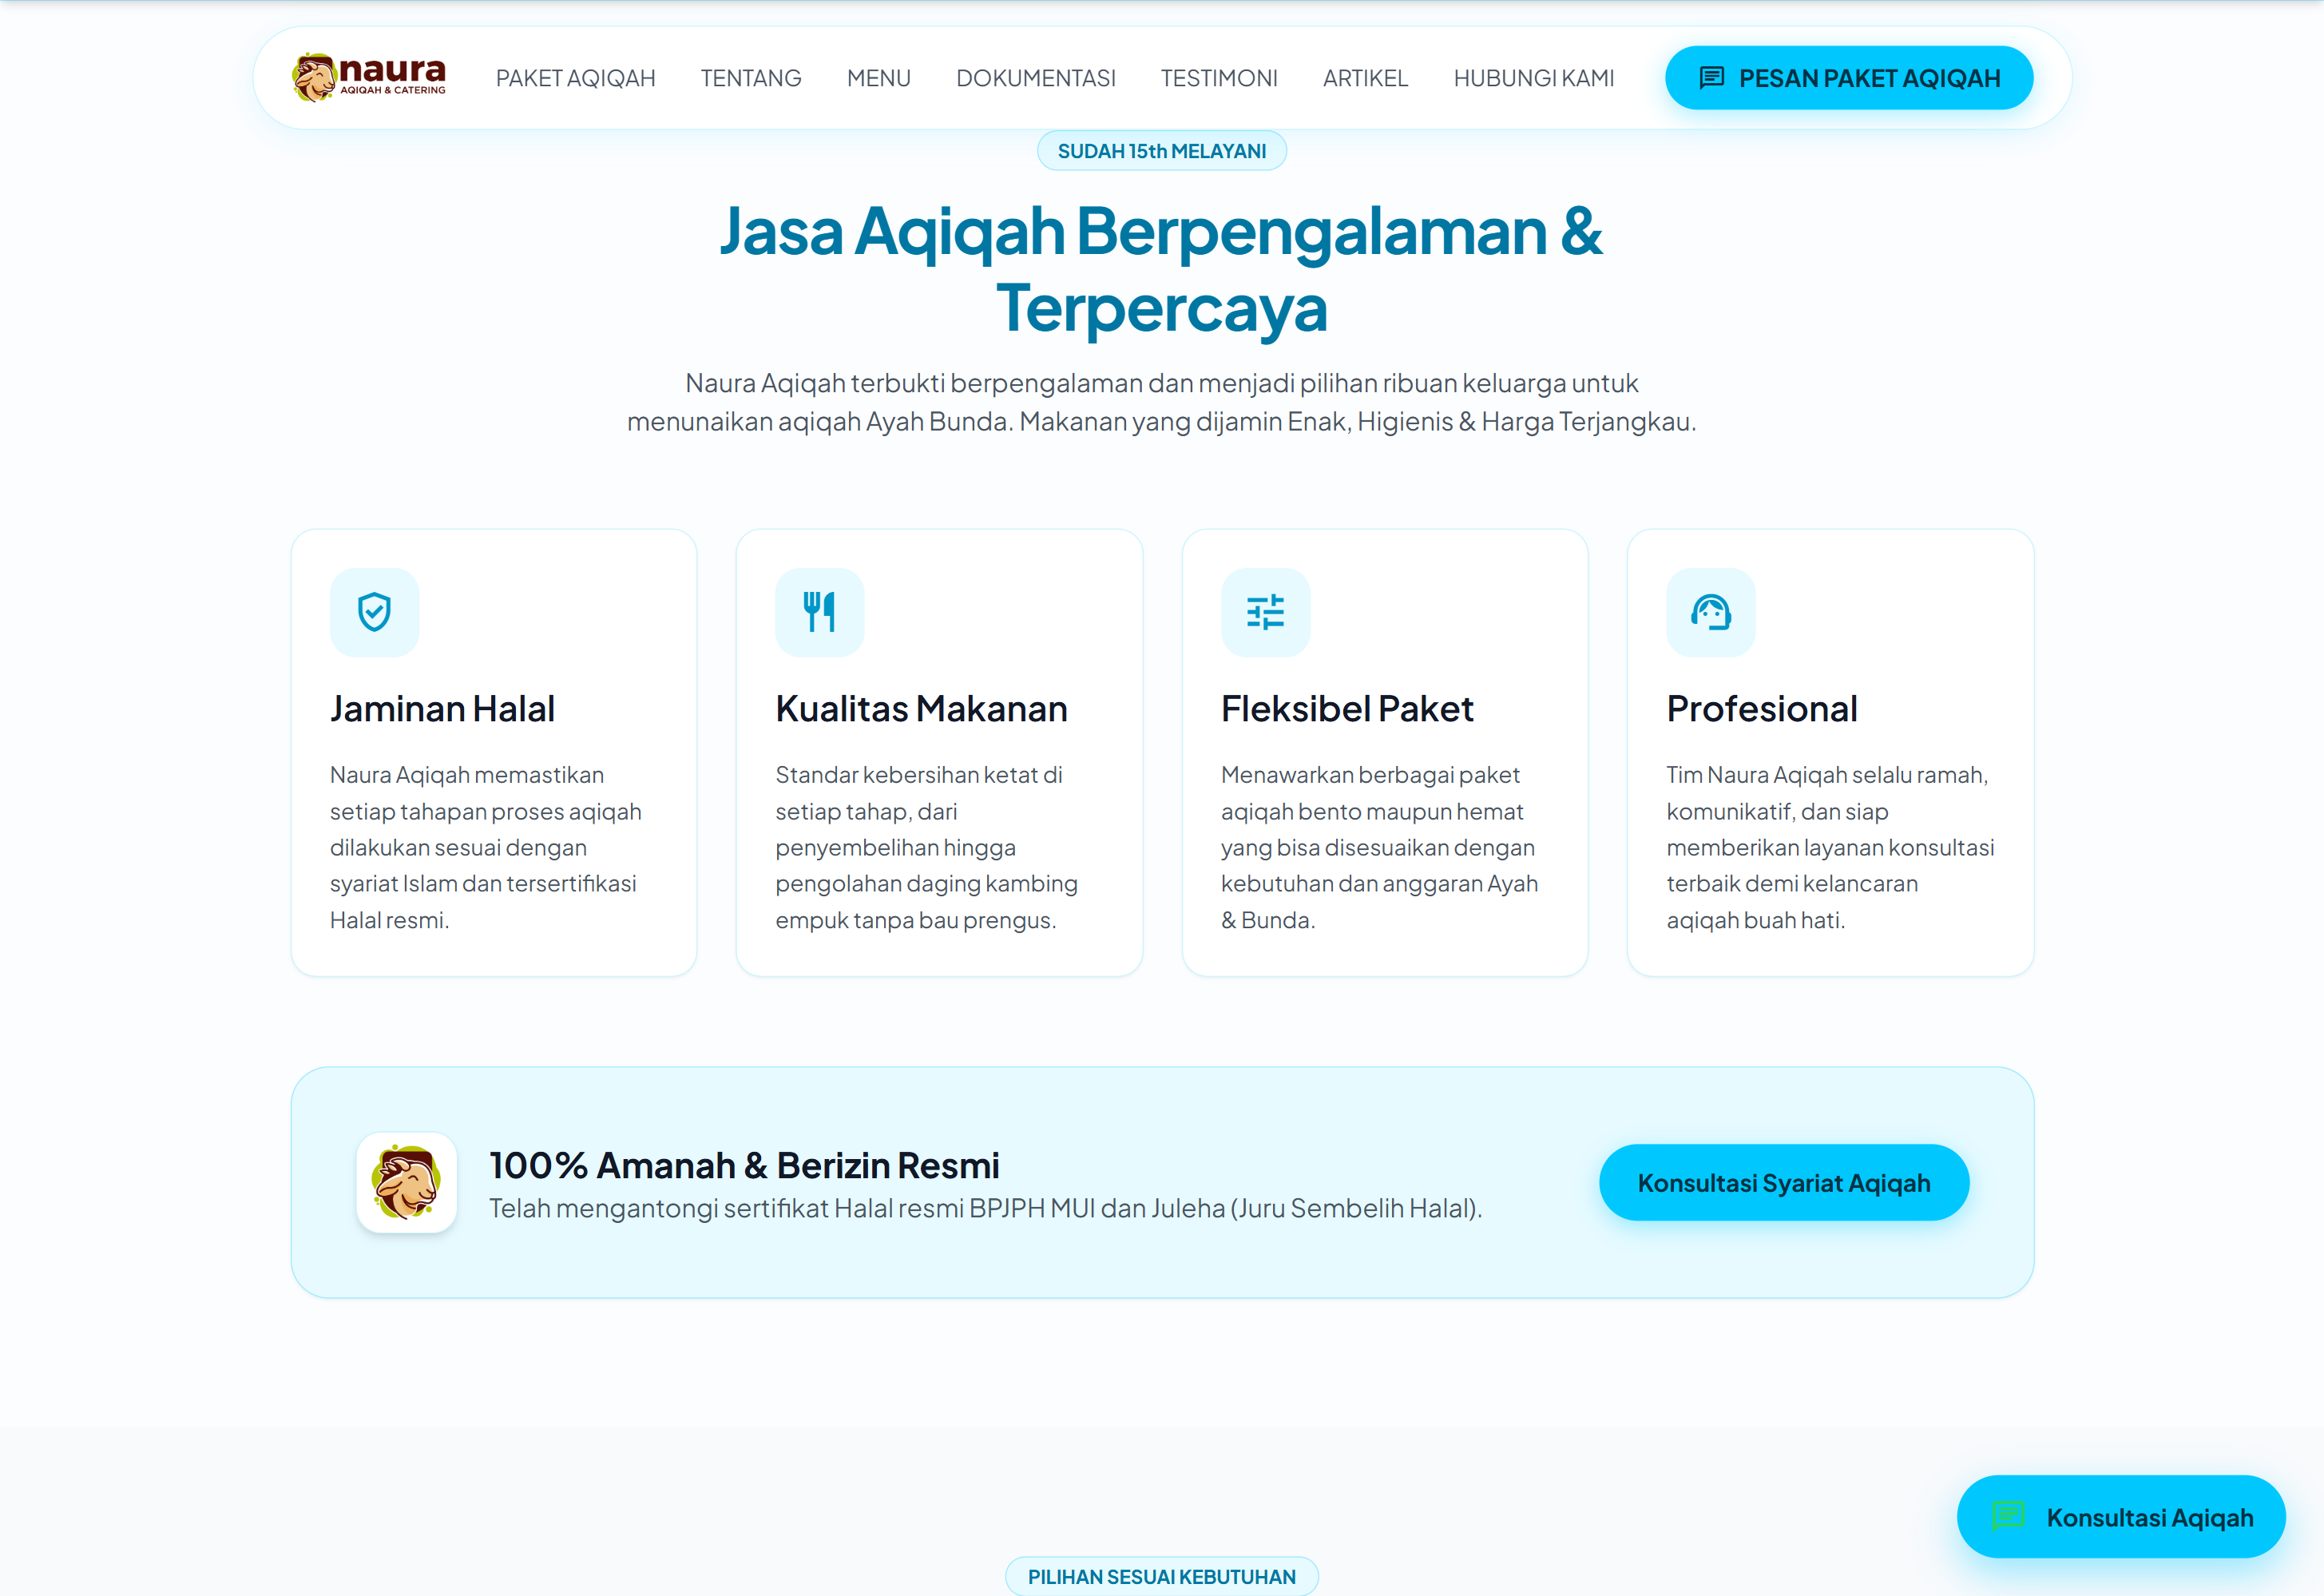 naura
AQIQAH & CATERING
PAKET AQIQAH
TENTANG
MENU
DOKUMENTASI
TESTIMONI
ARTIKEL
HUBUNGI KAMI
PESAN PAKET AQIQAH
SUDAH 15th MELAYANI
Jasa Aqiqah Berpengalaman &
Terpercaya
Naura Aqiqah terbukti berpengalaman dan menjadi pilihan ribuan keluarga untuk
menunaikan aqiqah Ayah Bunda. Makanan yang dijamin Enak, Higienis & Harga Terjangkau.
Jaminan Halal
Naura Aqiqah memastikan
setiap tahapan proses aqiqah
dilakukan sesuai dengan
syariat Islam dan tersertifikasi
Halal resmi.
Kualitas Makanan
Standar kebersihan ketat di
setiap tahap, dari
penyembelihan hingga
pengolahan daging kambing
empuk tanpa bau prengus.
Fleksibel Paket
Menawarkan berbagai paket
aqiqah bento maupun hemat
yang bisa disesuaikan dengan
kebutuhan dan anggaran Ayah
& Bunda.
Profesional
Tim Naura Aqiqah selalu ramah,
komunikatif, dan siap
memberikan layanan konsultasi
terbaik demi kelancaran
aqiqah buah hati.
100% Amanah & Berizin Resmi
Telah mengantongi sertifikat Halal resmi BPJPH MUI dan Juleha (Juru Sembelih Halal).
Konsultasi Syariat Aqiqah
Konsultasi Aqiqah
PILIHAN SESUAI KEBUTUHAN